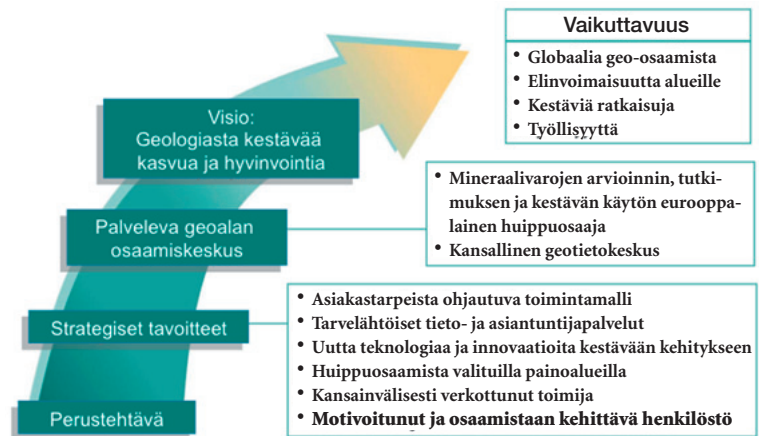 Vaikuttavuus
• Globaalia geo-osaamista
• Elinvoimaisuutta alueille
• Kestäviä ratkaisuja
• Työllisyyttä
Visio:
Geologiasta kestävää
kasvua ja hyvinvointia
• Mineraalivarojen arvioinnin, tutki-
muksen ja kestävän käytön eurooppa-
lainen huippuosaaja
• Kansallinen geotietokeskus
Palveleva geoalan
osaamiskeskus
• Asiakastarpeista ohjautuva toimintamalli
• Tarvelähtöiset tieto- ja asiantuntijapalvelut
• Uutta teknologiaa ja innovaatioita kestävään kehitykseen
• Huippuosaamista valituilla painoalueilla
• Kansainvälisesti verkottunut toimija
• Motivoitunut ja osaamistaan kehittävä henkilöstö
Strategiset tavoitteet
Perustehtävä